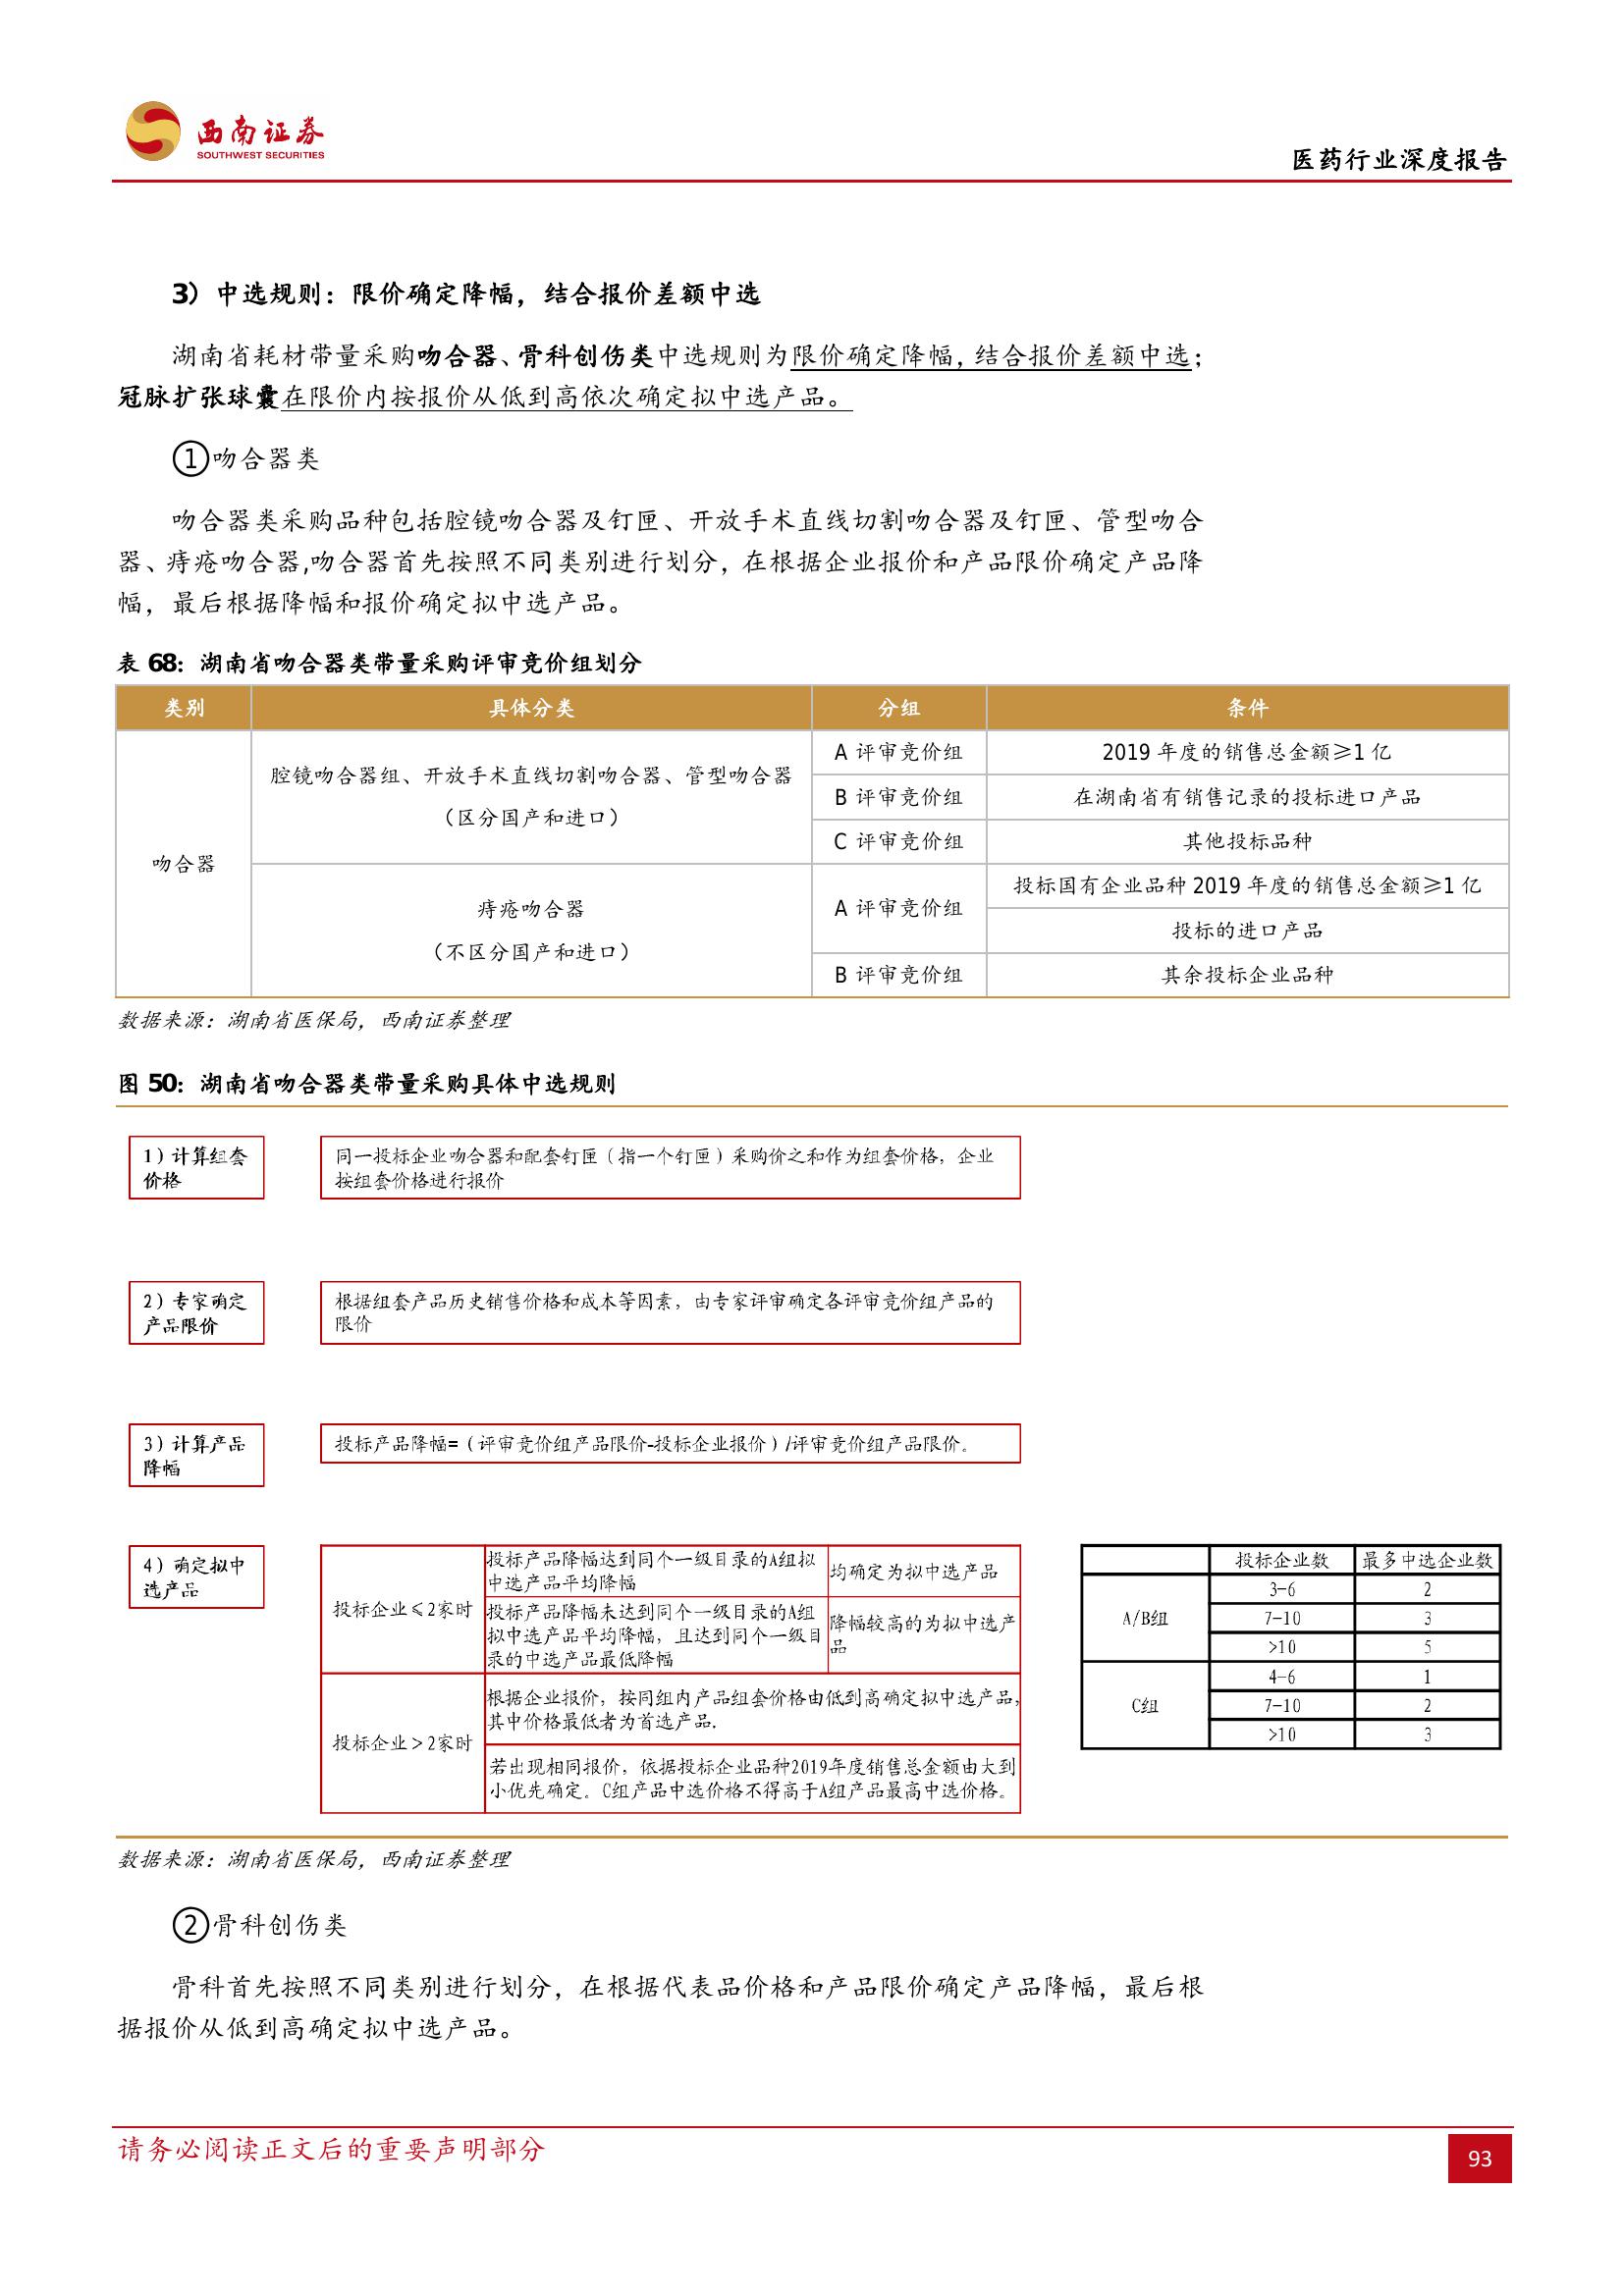 西南证券
SOUTHWEST SECURITIES
医药行业深度报告
3）中选规则：限价确定降幅，结合报价差额中选
湖南省耗材带量采购吻合器、骨科创伤类中选规则为限价确定降幅，结合报价差额中选；
冠脉扩张球囊在限价内按报价从低到高依次确定拟中选产品。
①吻合器类
吻合器类采购品种包括腔镜吻合器及钉匣、开放手术直线切割吻合器及钉匣、管型吻合
器、痔疮吻合器,吻合器首先按照不同类别进行划分，在根据企业报价和产品限价确定产品降
幅，最后根据降幅和报价确定拟中选产品。
表 68：湖南省吻合器类带量采购评审竞价组划分
类别 具体分类 分组 条件
吻合器
腔镜吻合器组、开放手术直线切割吻合器、管型吻合器
（区分国产和进口）
A 评审竞价组 2019 年度的销售总金额≥1 亿
B 评审竞价组 在湖南省有销售记录的投标进口产品
C 评审竞价组 其他投标品种
痔疮吻合器
（不区分国产和进口）
A 评审竞价组 投标国有企业品种 2019 年度的销售总金额≥1 亿
投标的进口产品
B 评审竞价组 其余投标企业品种
数据来源：湖南省医保局，西南证券整理
图 50：湖南省吻合器类带量采购具体中选规则
1）计算组套
价格
同一投标企业吻合器和配套钉匣（指一个钉匣）采购价之和作为组套价格，企业
按组套价格进行报价
2）专家确定
产品限价
根据组套产品历史销售价格和成本等因素，由专家评审确定各评审竞价组产品的
限价
3）计算产品
降幅
投标产品降幅=（评审竞价组产品限价-投标企业报价）/评审竞价组产品限价。
4）确定拟中
选产品
投标企业≤2家时
投标产品降幅达到同个一级目录的A组拟
中选产品平均降幅
均确定为拟中选产品
投标产品降幅未达到同个一级目录的A组
拟中选产品平均降幅，且达到同个一级目
录的中选产品最低降幅
降幅较高的为拟中选产
品
投标企业＞2家时
根据企业报价，按同组内产品组套价格由低到高确定拟中选产品，
其中价格最低者为首选产品.
若出现相同报价，依据投标企业品种2019年度销售总金额由大到
小优先确定。C组产品中选价格不得高于A组产品最高中选价格。
投标企业数 最多中选企业数
A/B组
3-6 2
7-10 3
>10 5
C组
4-6 1
7-10 2
>10 3
数据来源：湖南省医保局，西南证券整理
②骨科创伤类
骨科首先按照不同类别进行划分，在根据代表品价格和产品限价确定产品降幅，最后根
据报价从低到高确定拟中选产品。
请务必阅读正文后的重要声明部分
93